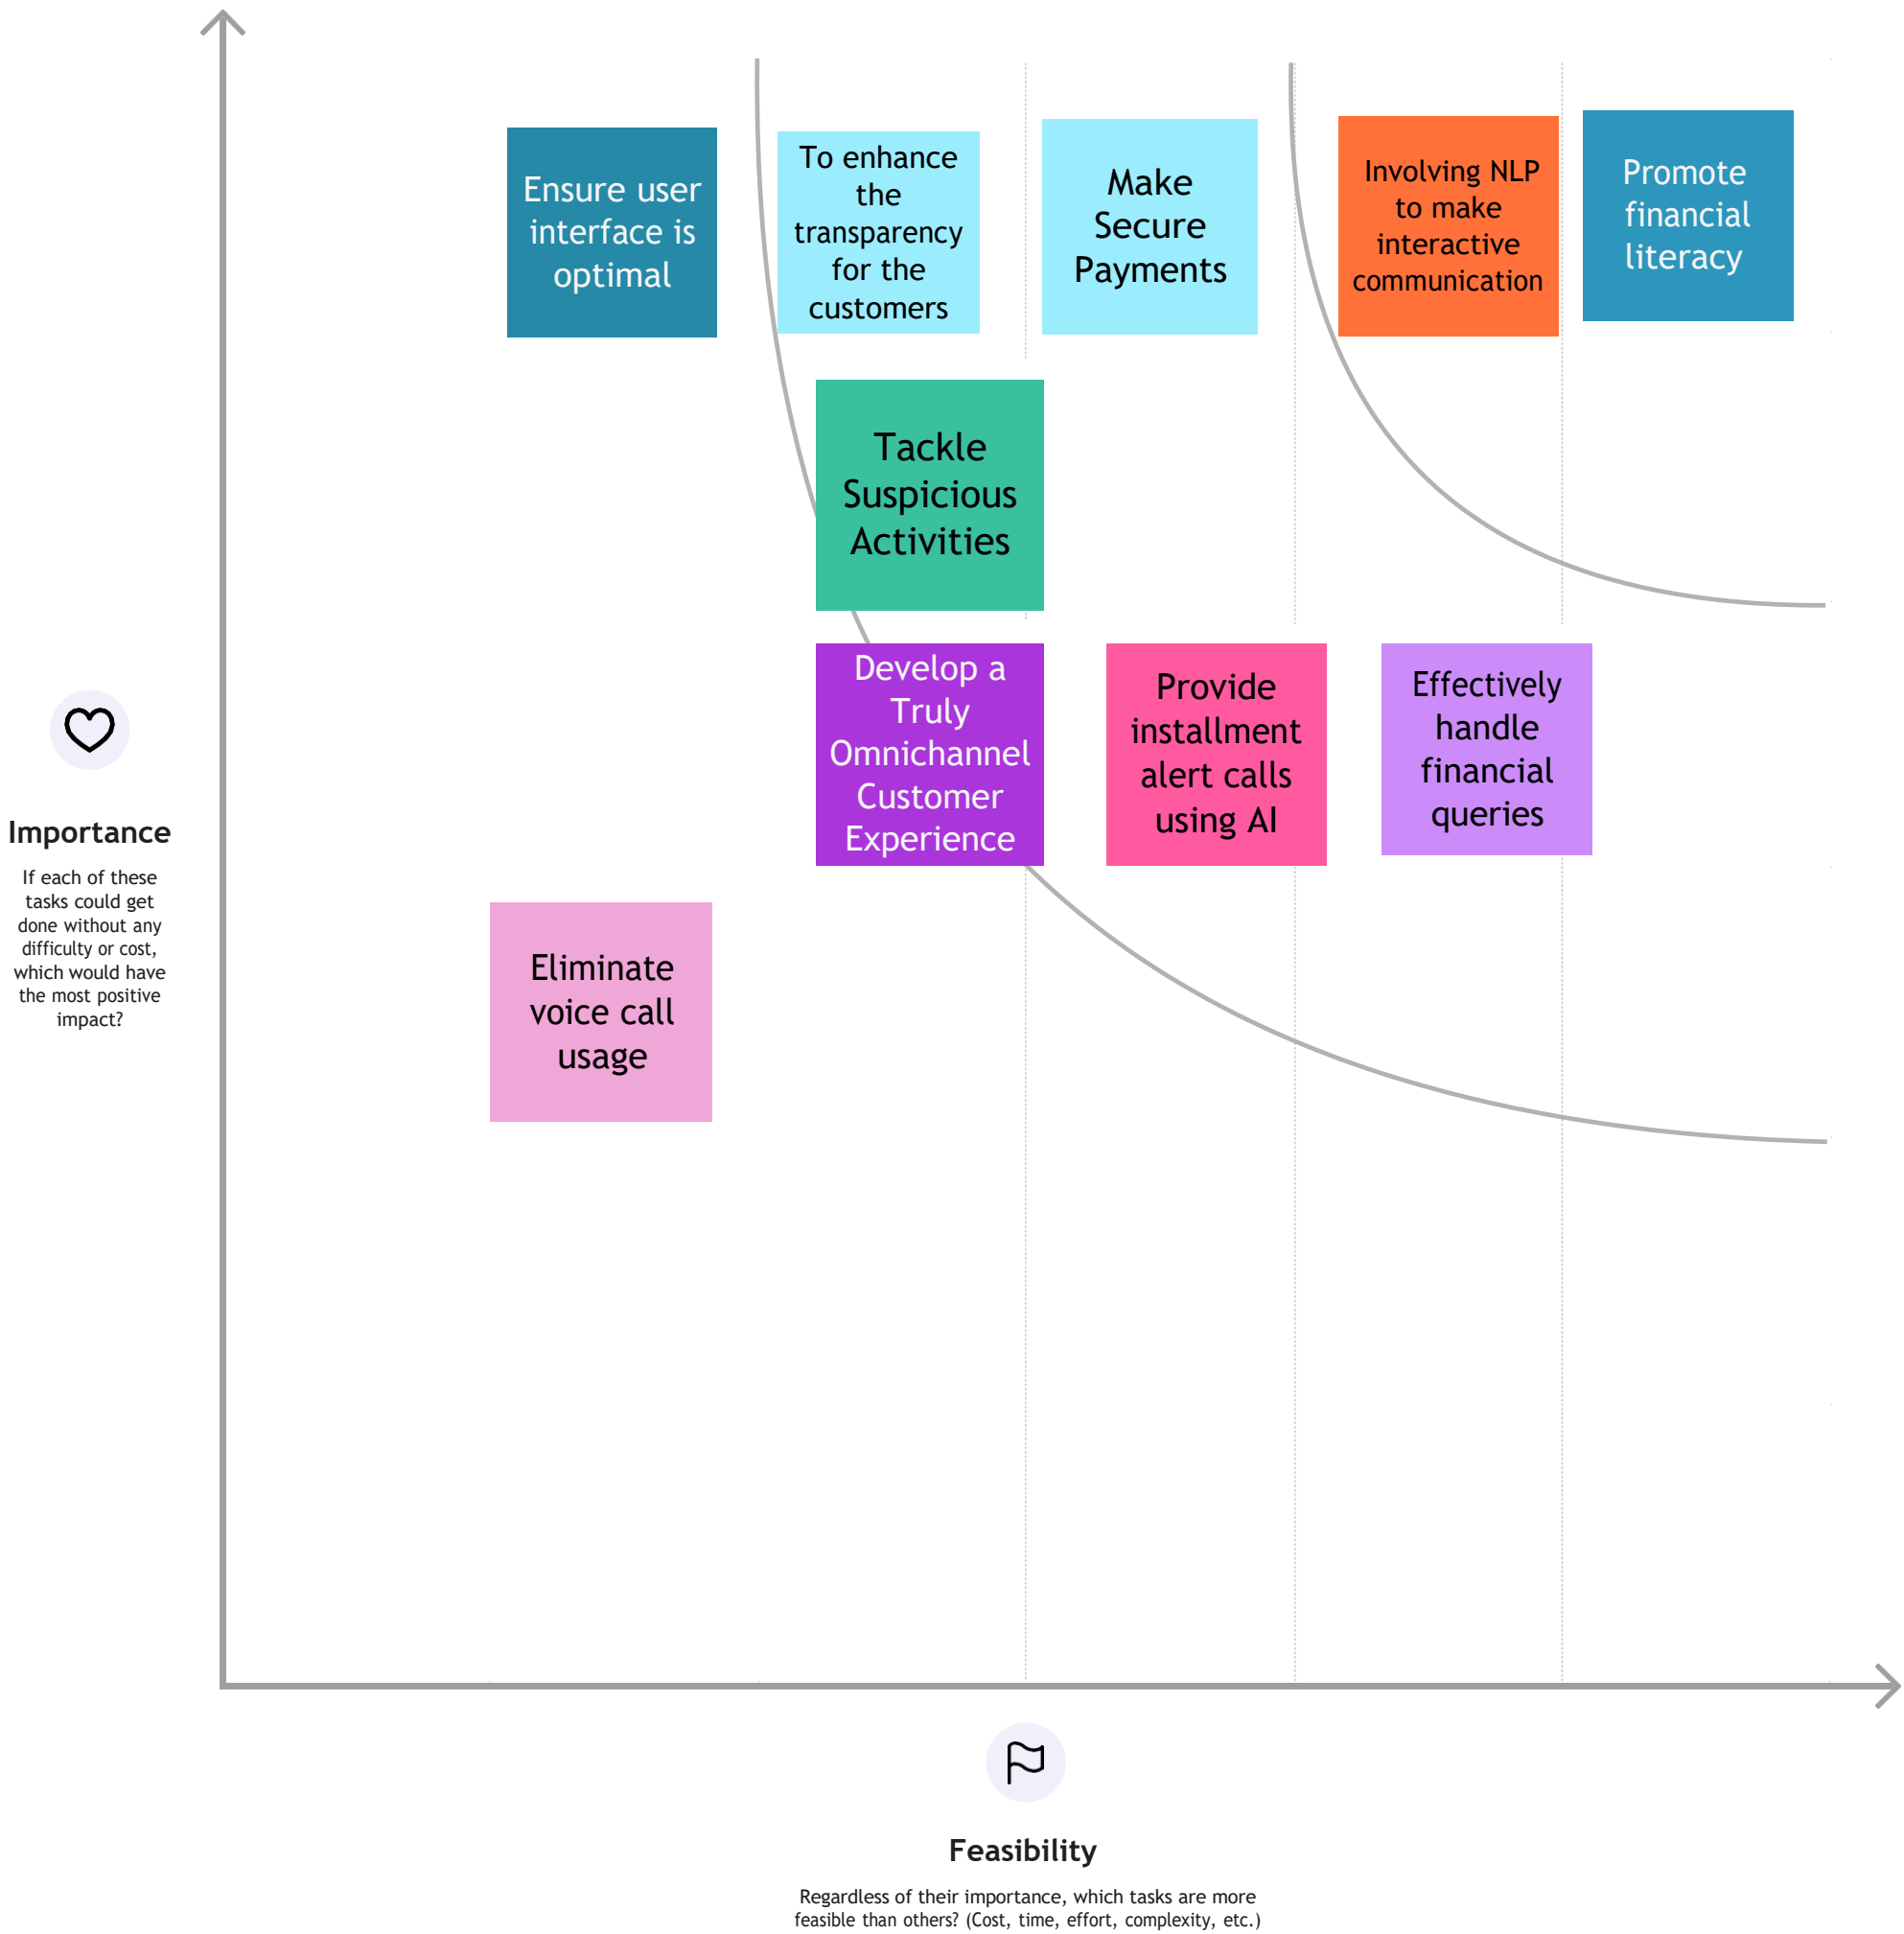 Ensure user
interface is
optimal
To enhance
the
transparency
for the
customers
Make
Secure
Payments
Involving NLP
to make
interactive
communication
Promote
financial
literacy
Tackle
Suspicious
Activities
Develop a
Truly
Omnichannel
Customer
Experience
Provide
installment
alert calls
using AI
Effectively
handle
financial
queries
Importance
If each of these
tasks could get
done without any
difficulty or cost,
which would have
the most positive
impact?
Eliminate
voice call
usage
Feasibility
Regardless of their importance, which tasks are more
feasible than others? (Cost, time, effort, complexity, etc.)